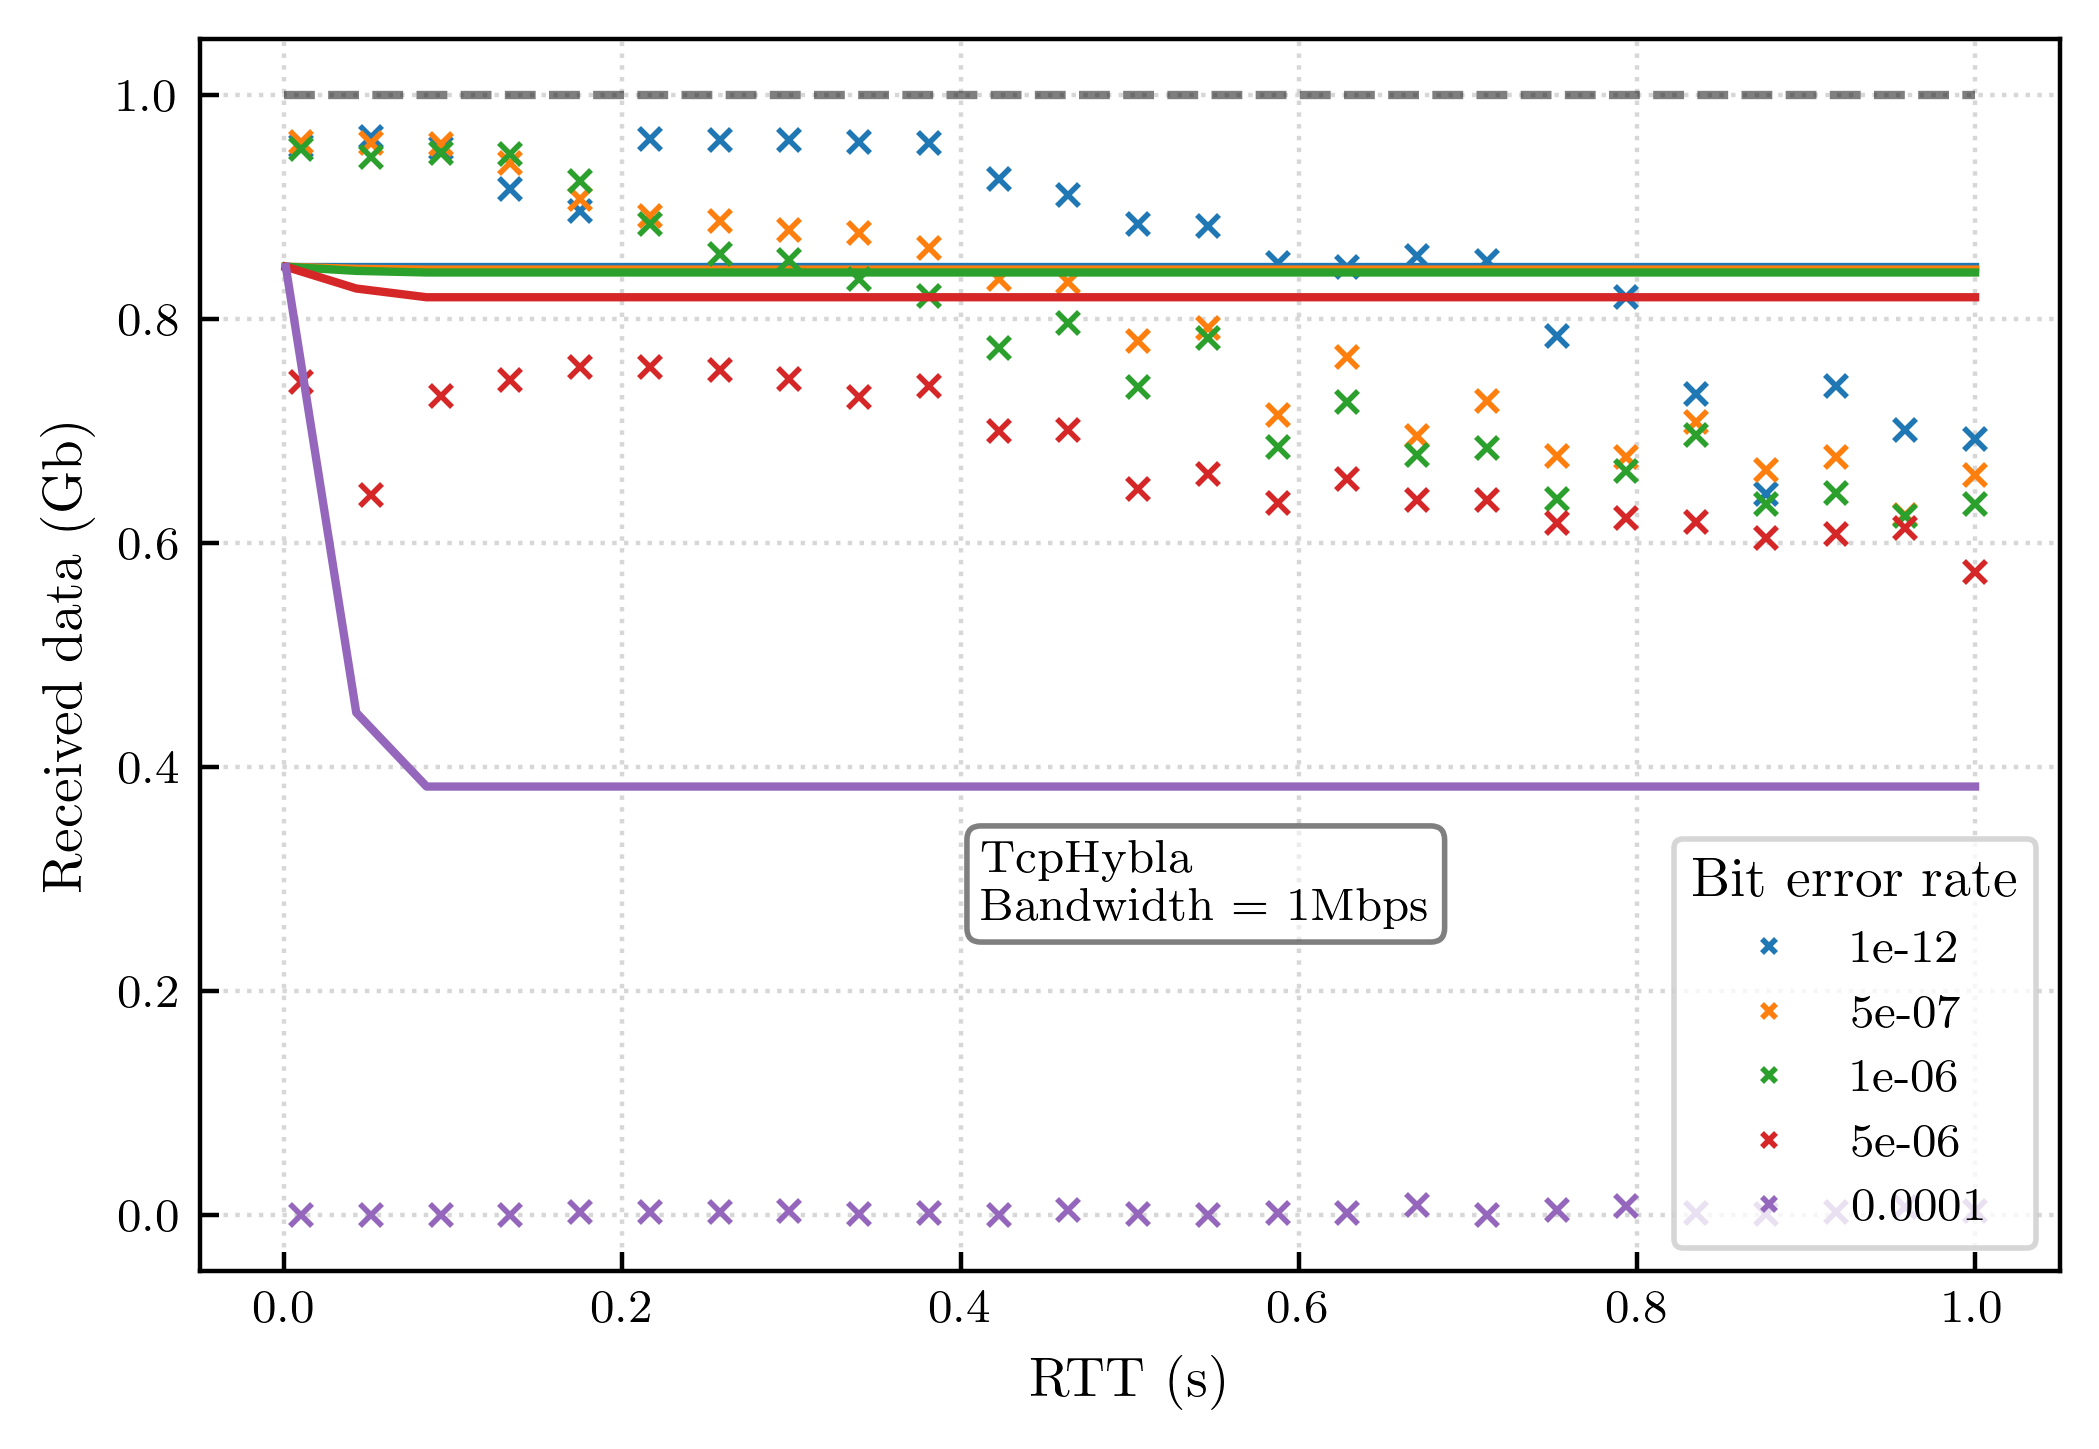 1.0
0.8
0.6
0.4
0.2
0.0
Received data (Gb)
TcpHybla
Bandwidth = 1Mbps
Bit error rate
1e-12
5e-07
1e-06
5e-06
0.0001
0.0 0.2 0.4 0.6 0.8 1.0
RTT (s)